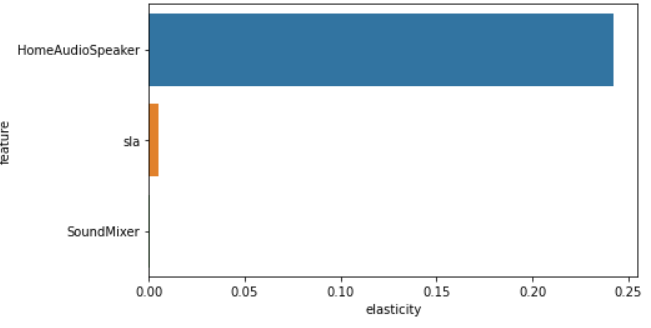 HomeAudioSpeaker
sla
SoundMixer
feature
0.00 0.05 0.10 0.15 0.20 0.25
elasticity